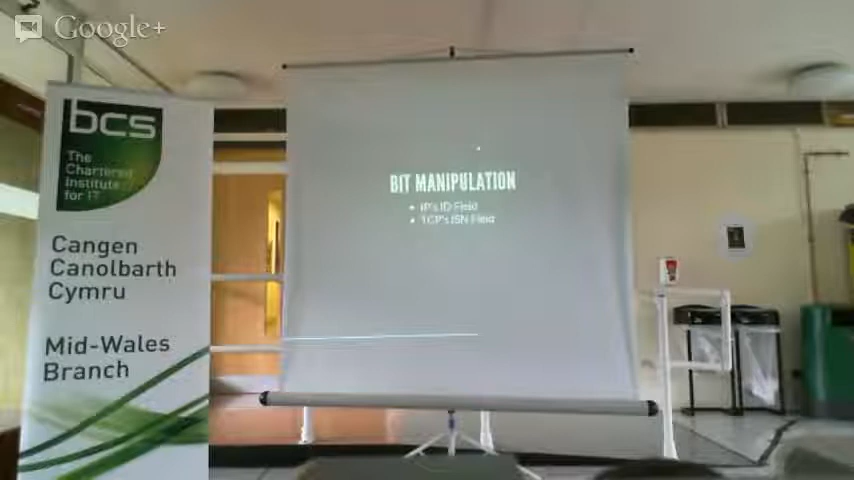 Google+
bcs
The
Chartered
Institute
for IT
Cangen
Canolbarth
Cymru
Mid-Wales
Branch
BIT MANIPULATION
• IP's ID Field
• TCP's ISN Field